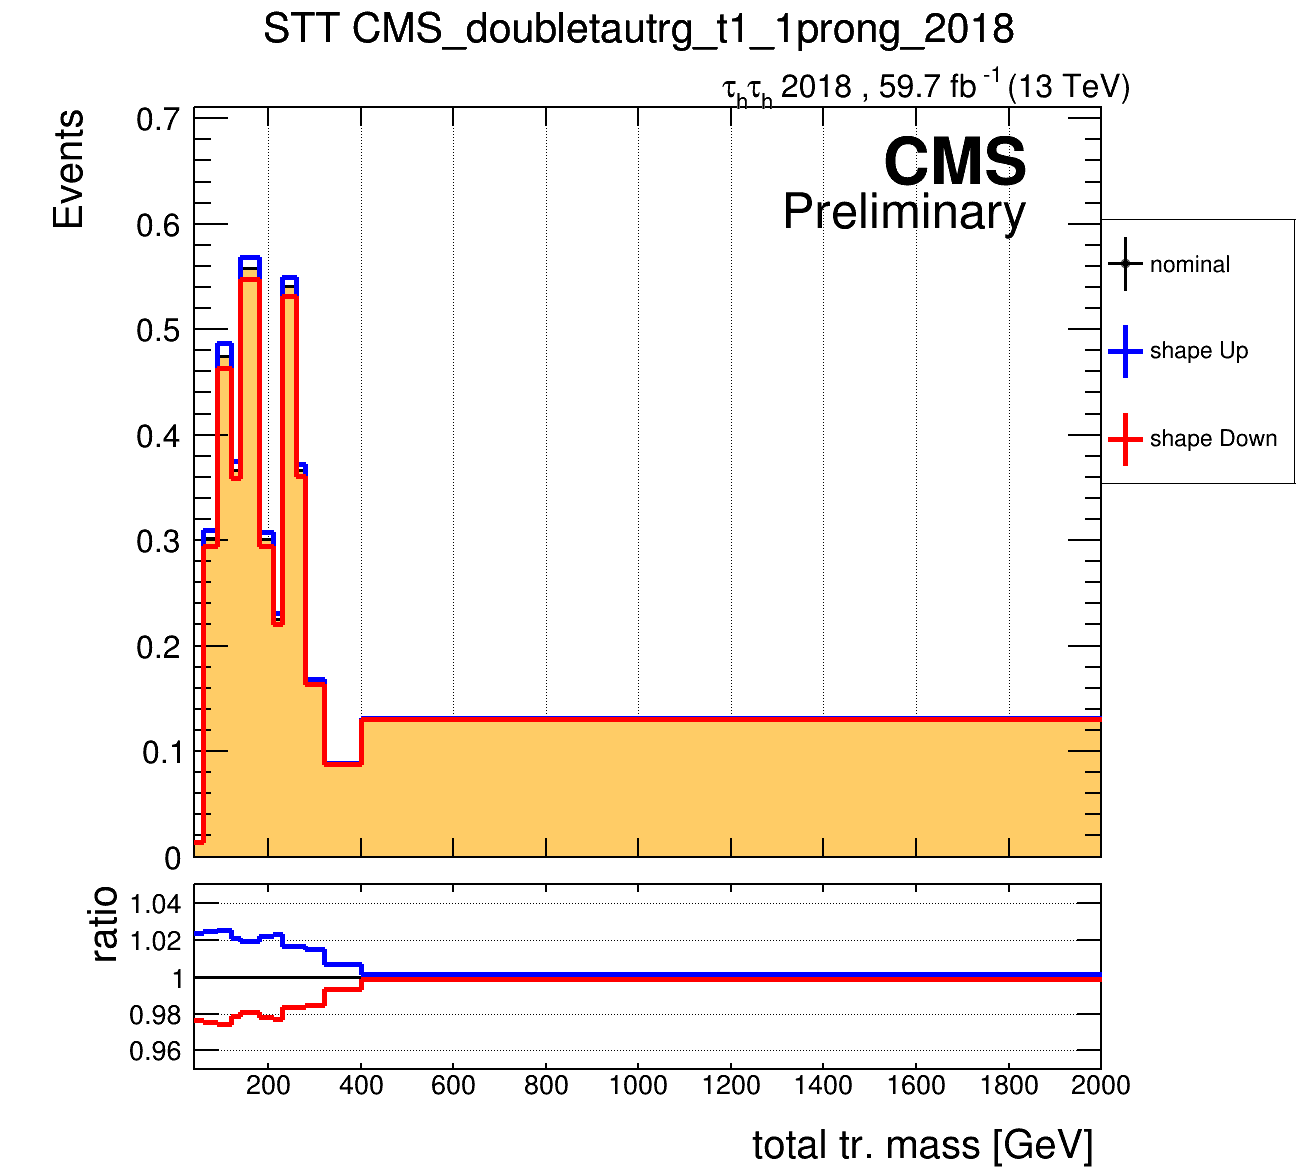 STT CMS_doubletautrg_t1_1prong_2018
τhτh 2018 , 59.7 fb-1 (13 TeV)
CMS
Preliminary
Events
0.7
0.6
0.5
0.4
0.3
0.2
0.1
0
nominal
shape Up
shape Down
ratio
1.04
1.02
1
0.98
0.96
200 400 600 800 1000 1200 1400 1600 1800 2000
total tr. mass [GeV]